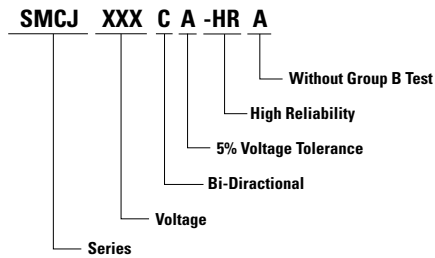 SMCJ XXX C A -HR A
Without Group B Test
High Reliability
5% Voltage Tolerance
Bi-Diractional
Voltage
Series